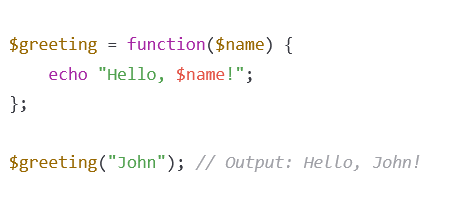 $greeting = function($name) {
    echo "Hello, $name!";
};

$greeting("John"); // Output: Hello, John!